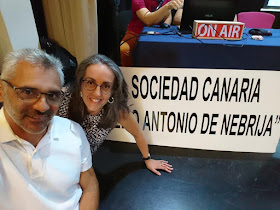 ON AIR
SOCIEDAD CANARIA
ANTONIO DE NEBRIJA”